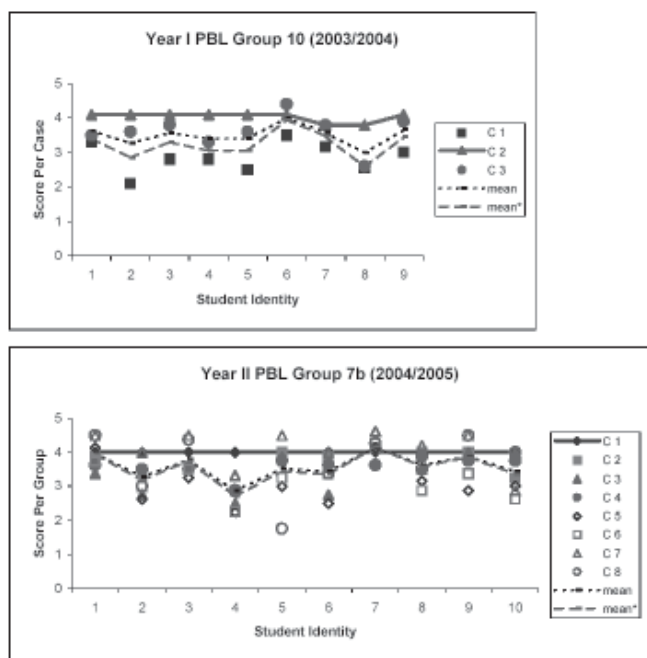 Year I PBL Group 10 (2003/2004)
5
4
3
2
1
0
Score Per Case
1 2 3 4 5 6 7 8 9
Student Identity
C 1
C 2
C 3
mean
mean*
Year II PBL Group 7b (2004/2005)
5
4
3
2
1
0
Score Per Group
1 2 3 4 5 6 7 8 9 10
Student Identity
C 1
C 2
C 3
C 4
C 5
C 6
C 7
C 8
mean
mean*